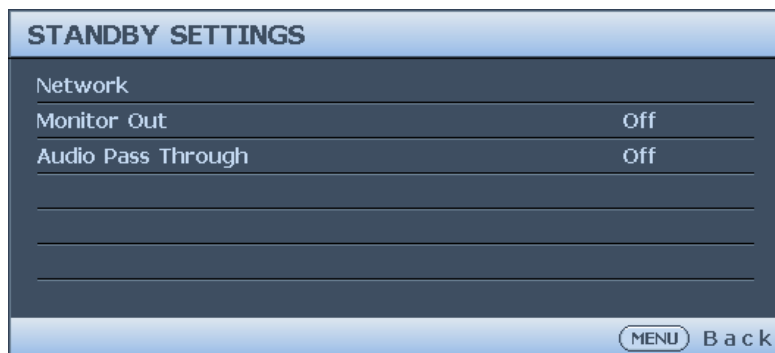 STANDBY SETTINGS
Network
Monitor Out Off
Audio Pass Through Off
MENU Back